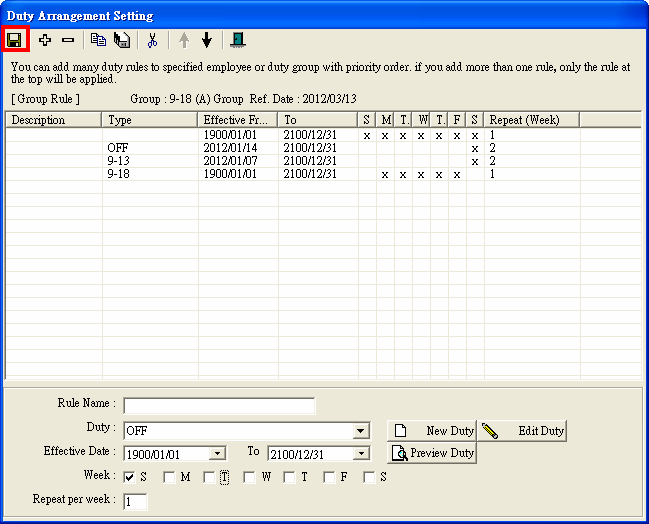 Duty Arrangement Setting
You can add many duty rules to specified employee or duty group with priority order. if you add more than one rule, only the rule at
the top will be applied.
[ Group Rule ] Group : 9-18 (A) Group Ref. Date : 2012/03/13
Description Type Effective Fr... To S M T. W T. F S Repeat (Week)
1900/01/01 2100/12/31 x x x x x x x 1
OFF 2012/01/14 2100/12/31 x 2
9-13 2012/01/07 2100/12/31 x 2
9-18 1900/01/01 2100/12/31 x x x x x 1
Rule Name :
Duty : OFF New Duty Edit Duty
Effective Date : 1900/01/01 To 2100/12/31 Preview Duty
Week : S M T W T F S
Repeat per week : 1